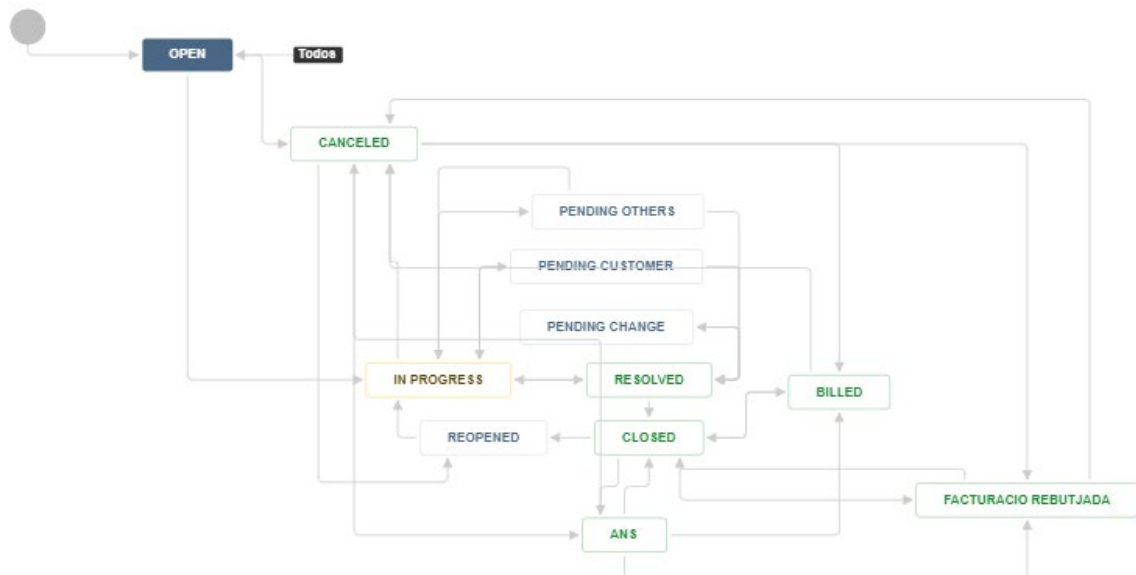 OPEN
Todos
CANCELED
PENDING OTHERS
PENDING CUSTOMER
PENDING CHANGE
IN PROGRESS
RESOLVED
BILLED
REOPENED
CLOSED
FACTURACIO REBUTJADA
ANS